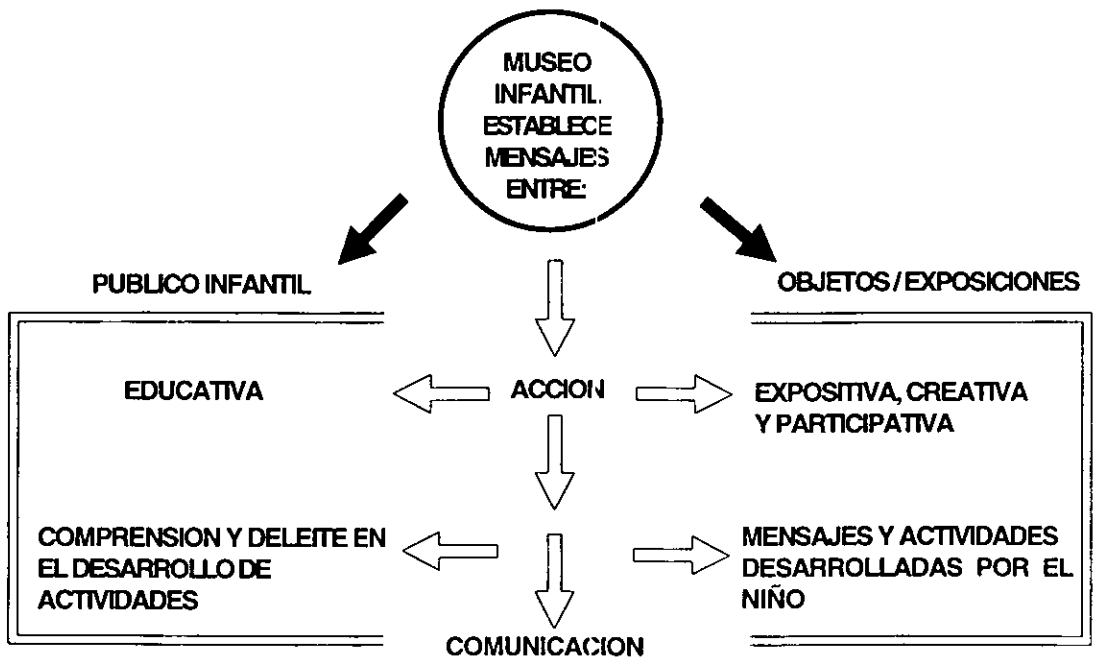 MUSEO
INFANTIL
ESTABLECE
MENSAJES
ENTRE:
PUBLICO INFANTIL
OBJETOS / EXPOSICIONES
EDUCATIVA
ACCION
EXPOSITIVA, CREATIVA
Y PARTICIPATIVA
COMPRENSION Y DELEITE EN
EL DESARROLLO DE
ACTIVIDADES
MENSAJES Y ACTIVIDADES
DESARROLLADAS POR EL
NIÑO
COMUNICACION